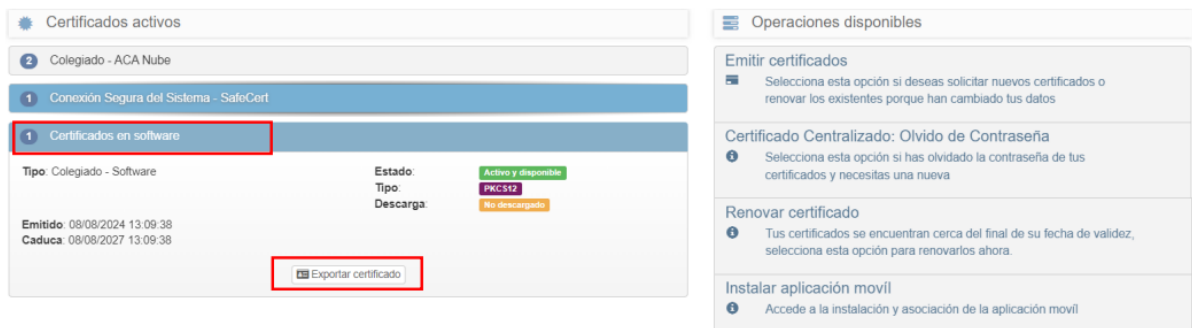 Certificados activos
2 Colegiado - ACA Nube
1 Conexión Segura del Sistema - SafeCert
1 Certificados en software
Tipo: Colegiado - Software
Estado: Activo y disponible
Tipo: PKCS12
Descarga: No descargado
Emitido: 08/08/2024 13:09:38
Caduca: 08/08/2027 13:09:38
Exportar certificado
Operaciones disponibles
Emitir certificados
Selecciona esta opción si deseas solicitar nuevos certificados o
renovar los existentes porque han cambiado tus datos
Certificado Centralizado: Olvido de Contraseña
Selecciona esta opción si has olvidado la contraseña de tus
certificados y necesitas una nueva
Renovar certificado
Tus certificados se encuentran cerca del final de su fecha de validez,
selecciona esta opción para renovarlos ahora.
Instalar aplicación movíl
Accede a la instalación y asociación de la aplicación movíl